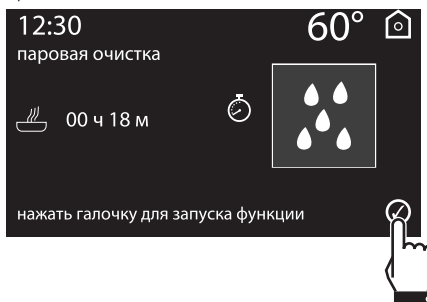 12:30 60°
паровая очистка
00 ч 18 м
нажать галочку для запуска функции